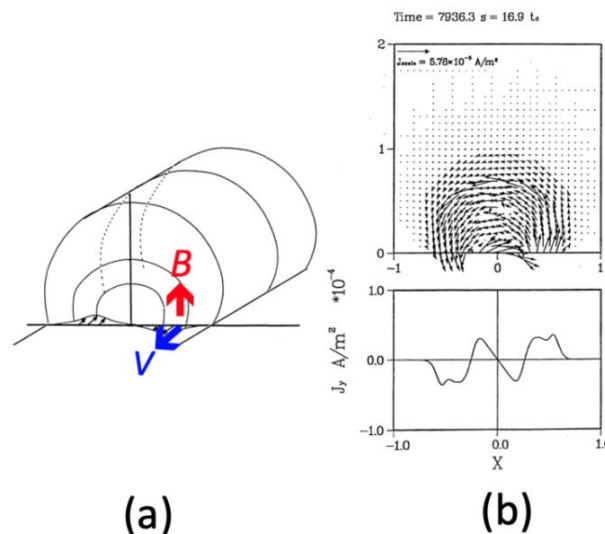 Time = 7936.3 s = 16.9 t
2
J = 5.78*10⁻⁵ A/m²
1
0
-1 0 1
B
V
*10⁻⁴
1.0
0.0
-1.0
J_y A/m²
-1.0 0.0 1.0
X
(a) (b)